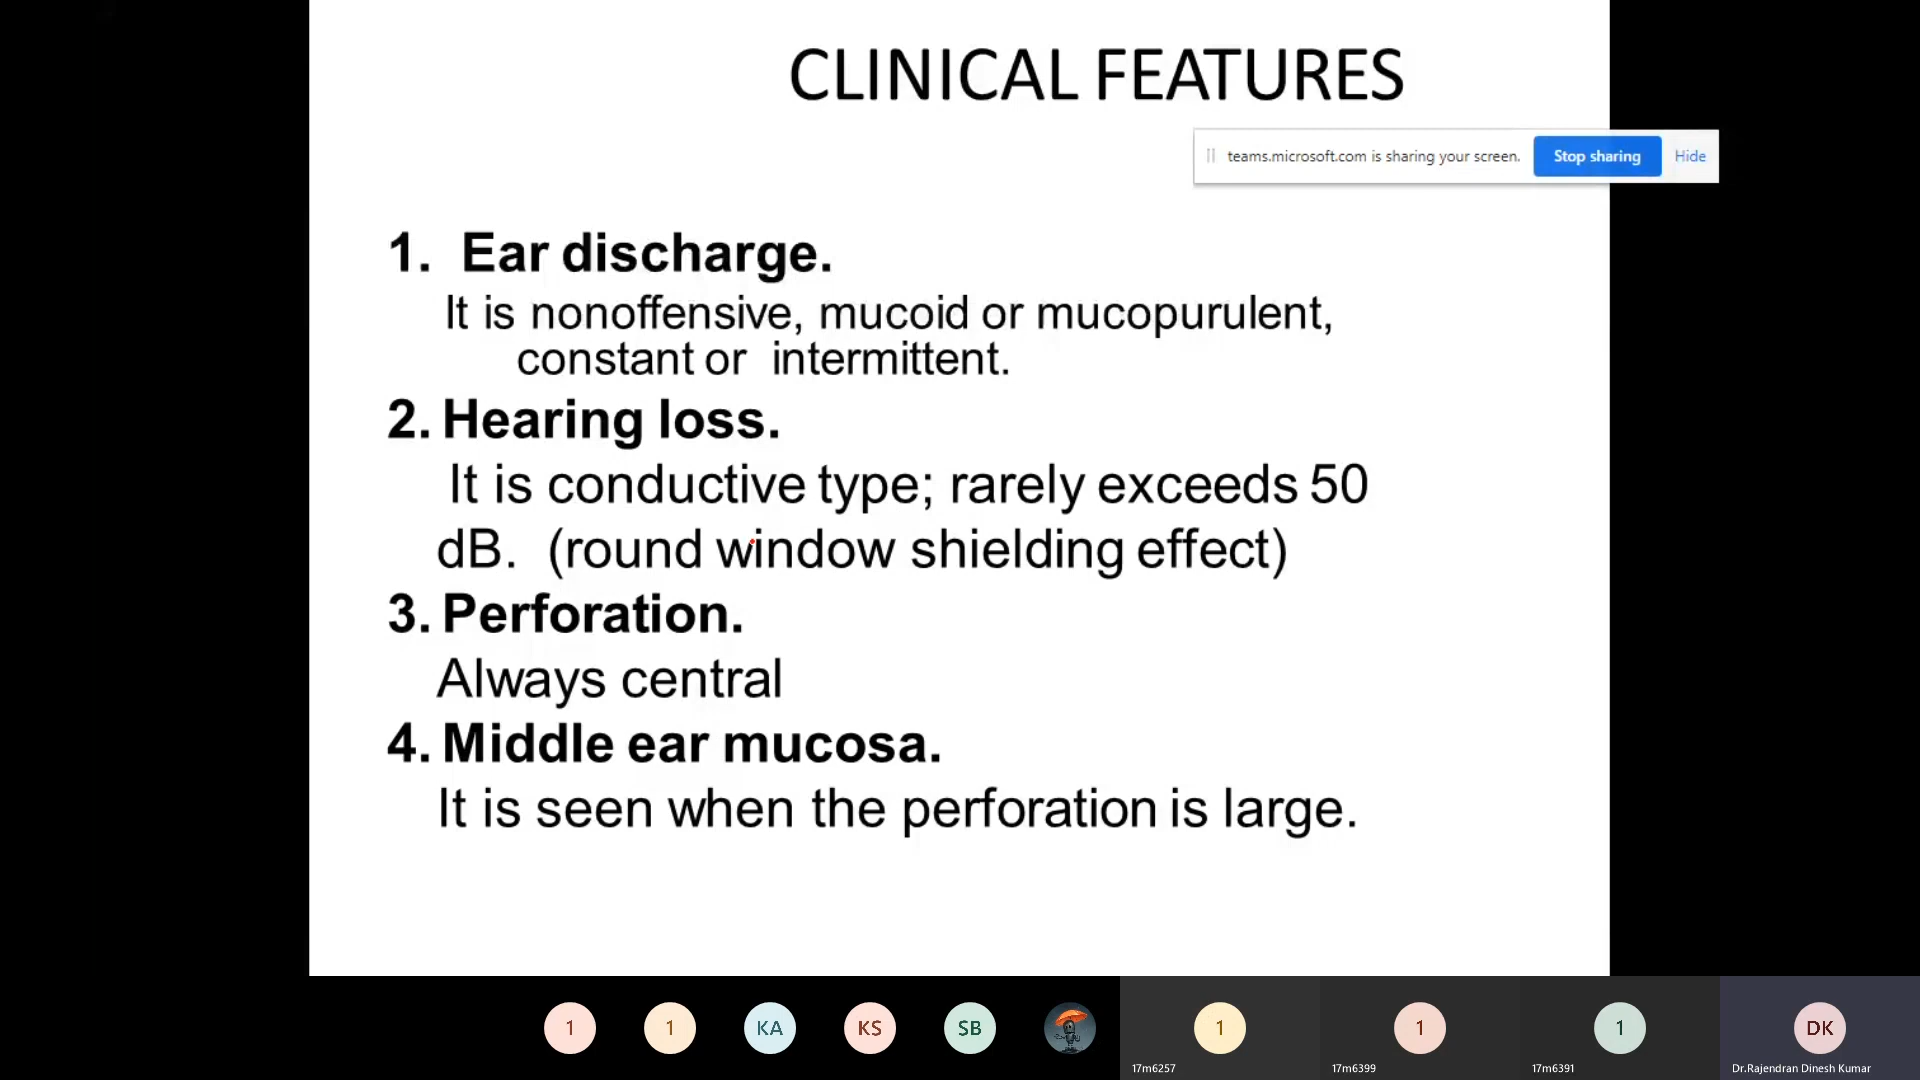 CLINICAL FEATURES
teams.microsoft.com is sharing your screen. Stop sharing Hide
1. Ear discharge.
It is nonoffensive, mucoid or mucopurulent,
constant or intermittent.
2. Hearing loss.
It is conductive type; rarely exceeds 50
dB. (round window shielding effect)
3. Perforation.
Always central
4. Middle ear mucosa.
It is seen when the perforation is large.
1 1 KA KS SB 1 1 1 DK
17m6257 17m6399 17m6391 Dr.Rajendran Dinesh Kumar